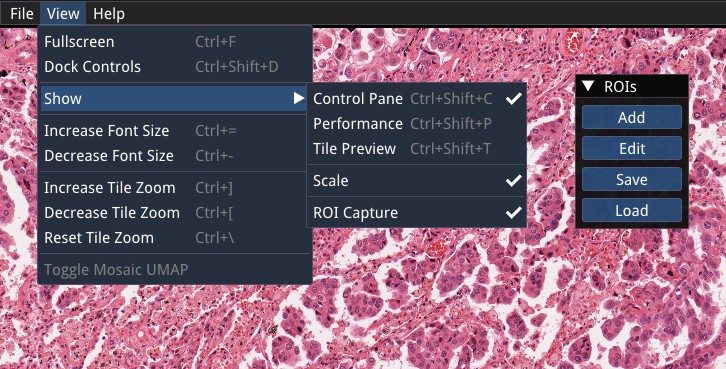 File View Help
Fullscreen Ctrl+F
Dock Controls Ctrl+Shift+D
Show
Increase Font Size Ctrl+=
Decrease Font Size Ctrl+-
Increase Tile Zoom Ctrl+]
Decrease Tile Zoom Ctrl+[
Reset Tile Zoom Ctrl+\
Toggle Mosaic UMAP
Control Pane Ctrl+Shift+C
Performance Ctrl+Shift+P
Tile Preview Ctrl+Shift+T
Scale
ROI Capture
ROIs
Add
Edit
Save
Load